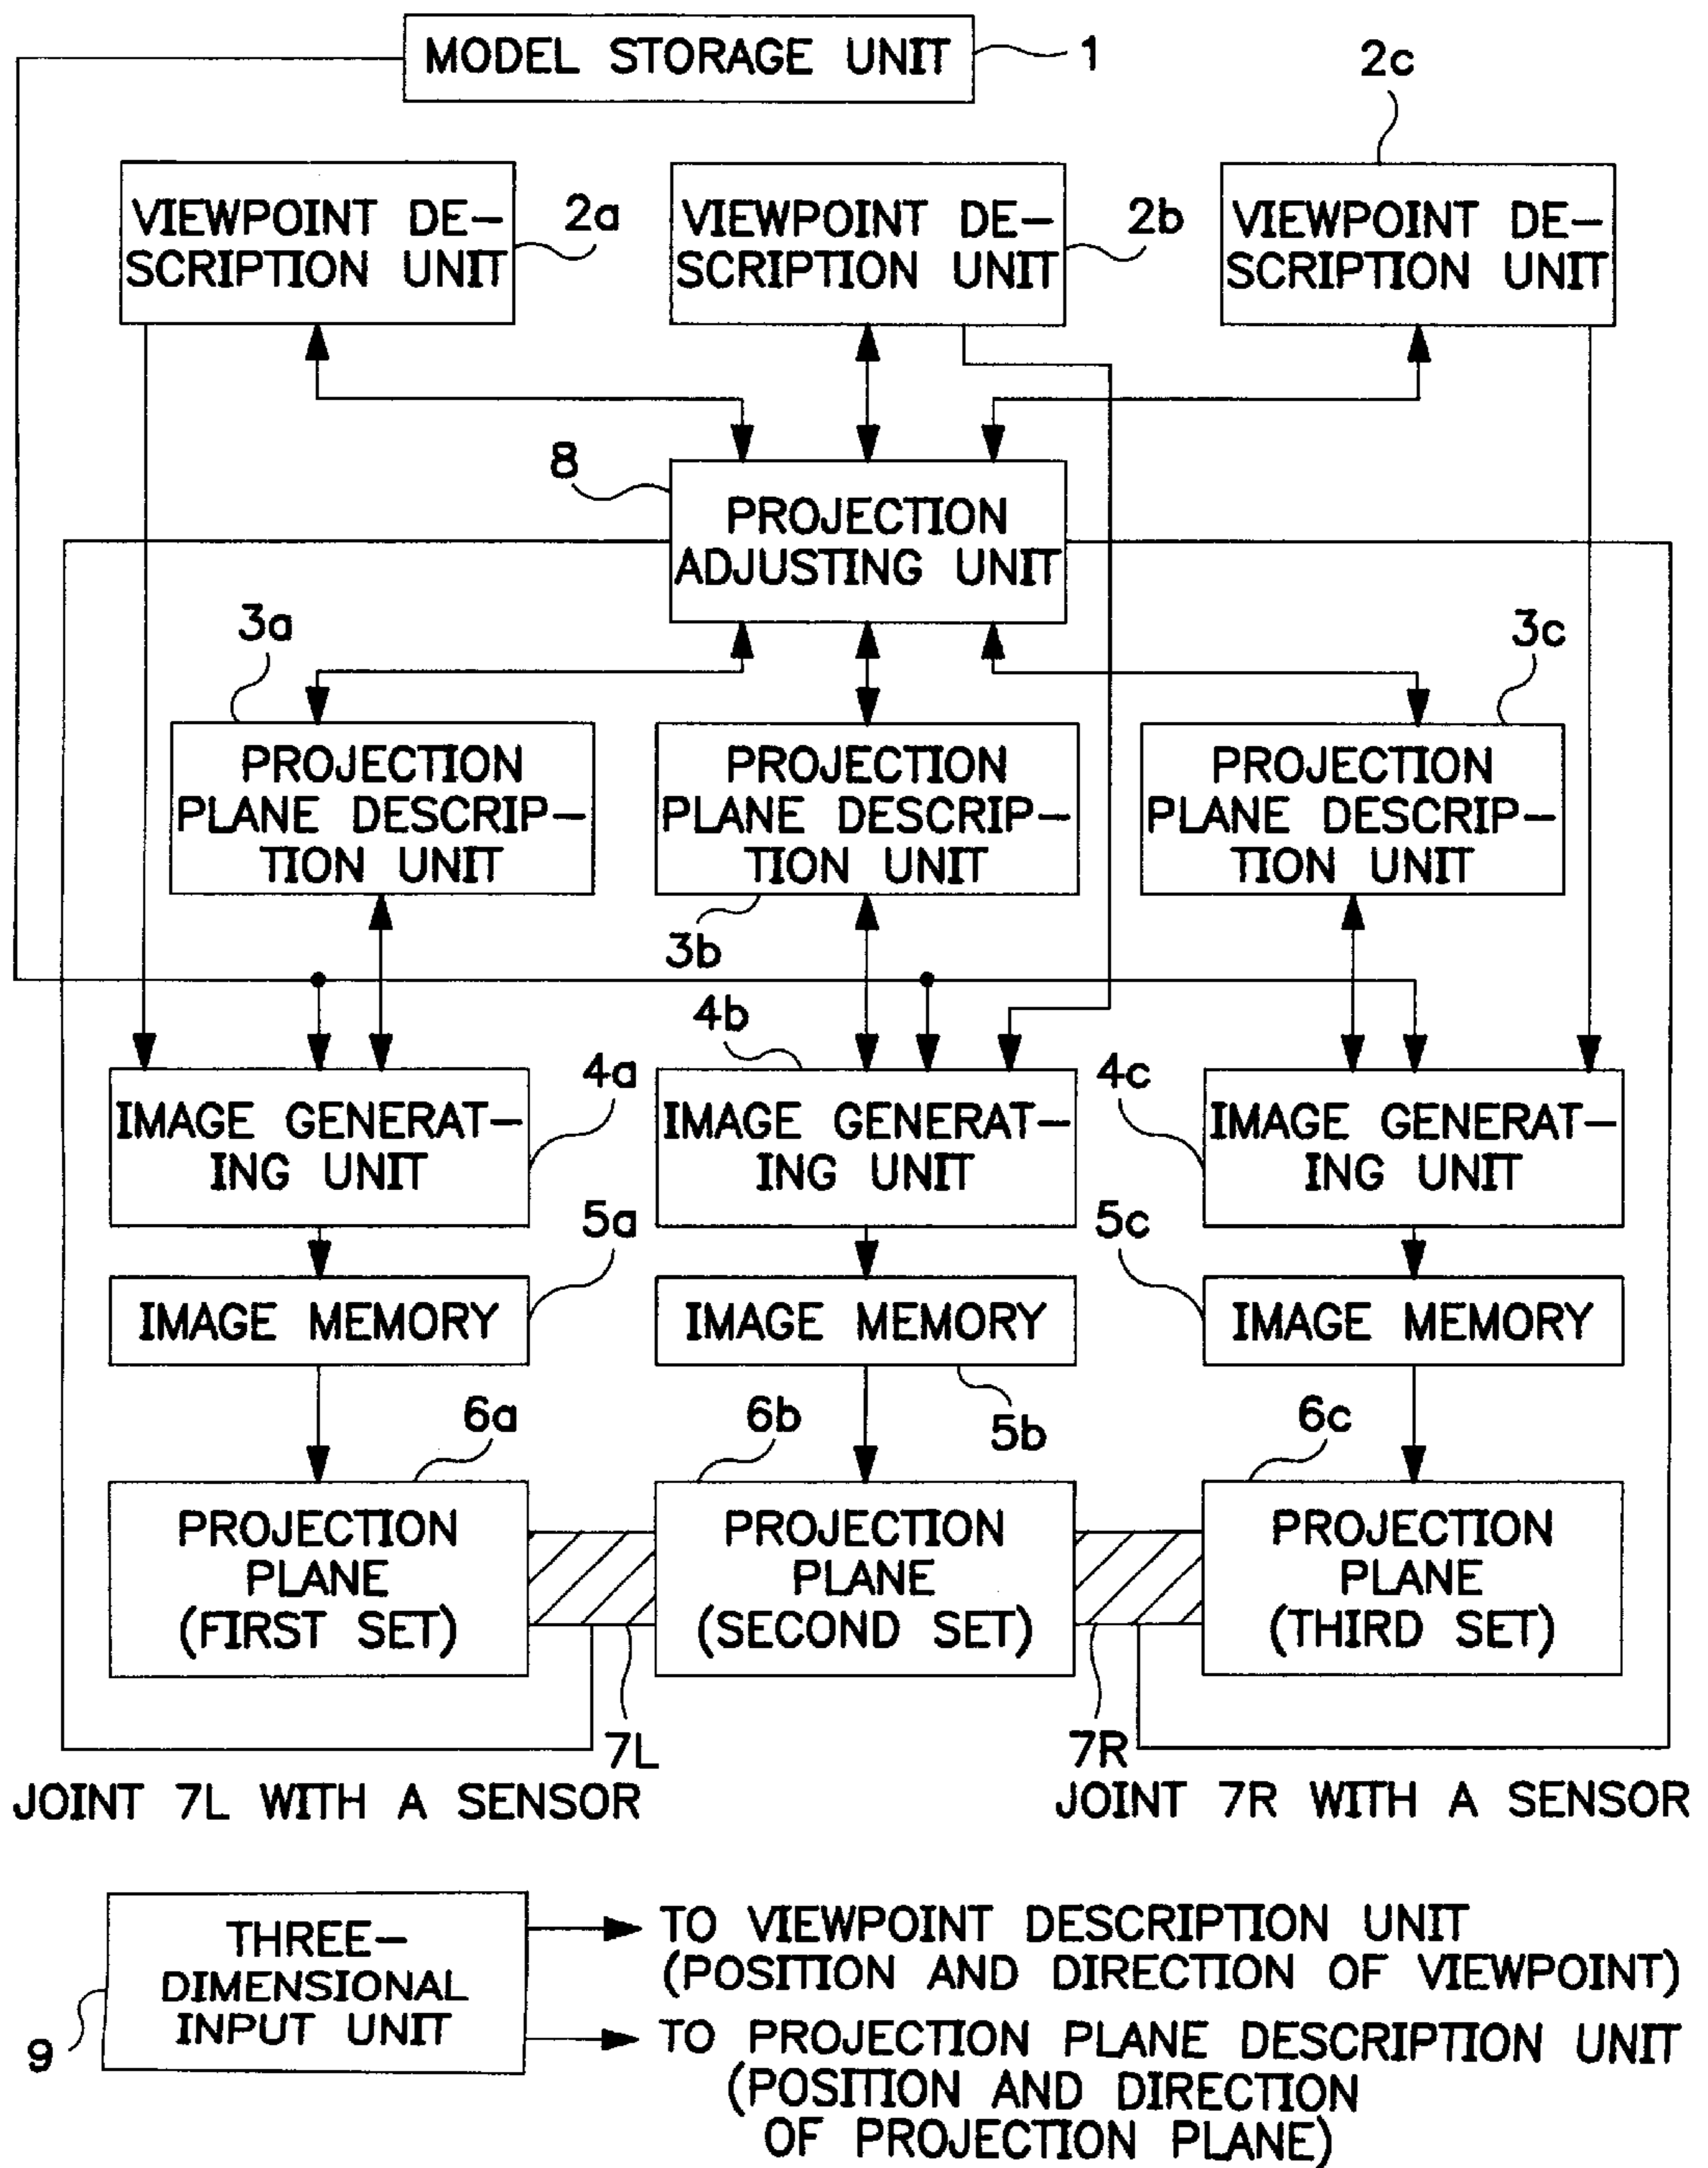 MODEL STORAGE UNIT
1
2c
VIEWPOINT DE-
SCRIPTION UNIT
2a
VIEWPOINT DE-
SCRIPTION UNIT
2b
VIEWPOINT DE-
SCRIPTION UNIT
8
PROJECTION
ADJUSTING UNIT
3a
3c
PROJECTION
PLANE DESCRIP-
TION UNIT
PROJECTION
PLANE DESCRIP-
TION UNIT
PROJECTION
PLANE DESCRIP-
TION UNIT
3b
4b
4a
4c
IMAGE GENERAT-
ING UNIT
IMAGE GENERAT-
ING UNIT
IMAGE GENERAT-
ING UNIT
5a
5c
IMAGE MEMORY
IMAGE MEMORY
IMAGE MEMORY
6a
6b
5b
6c
PROJECTION
PLANE
(FIRST SET)
PROJECTION
PLANE
(SECOND SET)
PROJECTION
PLANE
(THIRD SET)
7L
7R
JOINT 7L WITH A SENSOR
JOINT 7R WITH A SENSOR
THREE-
DIMENSIONAL
INPUT UNIT
9
TO VIEWPOINT DESCRIPTION UNIT
(POSITION AND DIRECTION OF VIEWPOINT)
TO PROJECTION PLANE DESCRIPTION UNIT
(POSITION AND DIRECTION
OF PROJECTION PLANE)